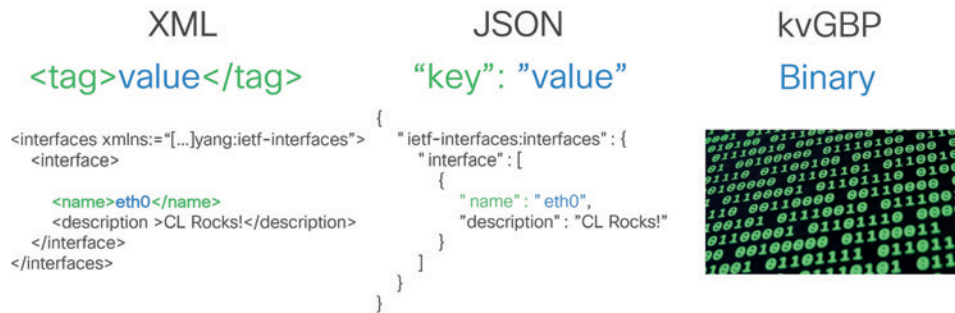 XML
<tag>value</tag>
<interfaces xmlns:="[...]yang:ietf-interfaces">
<interface>
<name>eth0</name>
<description >CL Rocks!</description>
</interface>
</interfaces>
JSON
“key”: ”value”
{
"ietf-interfaces:interfaces" : {
"interface" : [
{
"name" : "eth0",
"description" : "CL Rocks!"
}
]
}
}
kvGBP
Binary